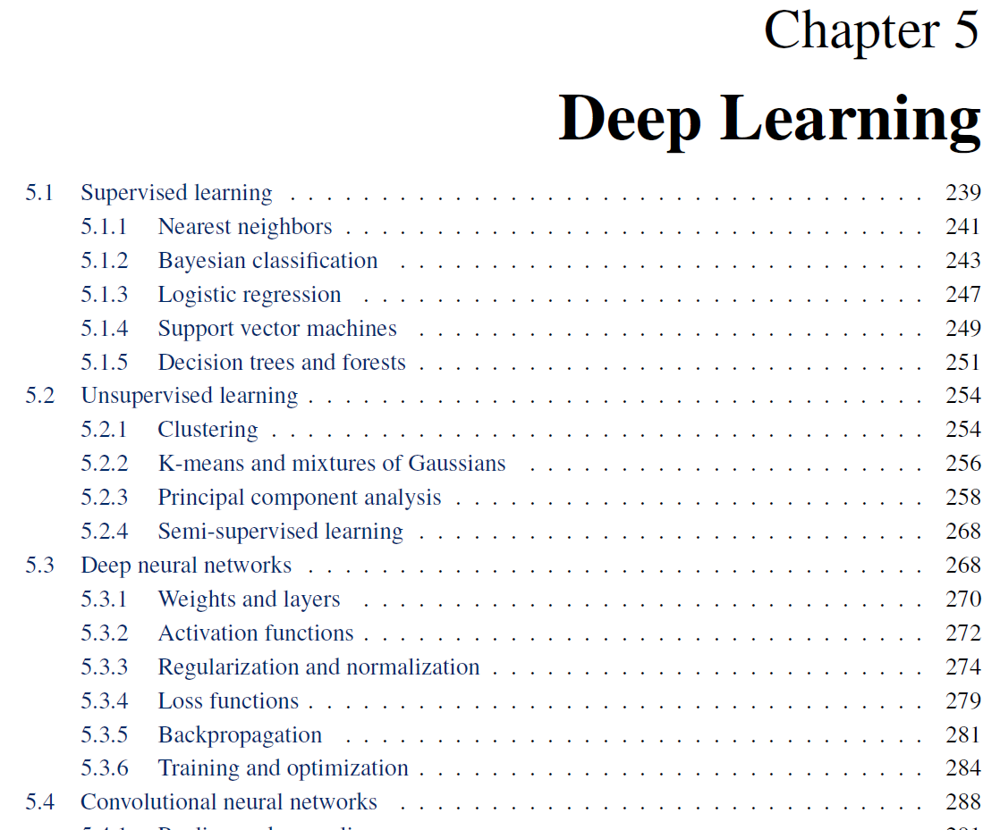 Chapter 5
Deep Learning
5.1 Supervised learning . . . . . . . . . . . . . . . . . . . . . . . . . . . . . . . . . . . 239
5.1.1 Nearest neighbors . . . . . . . . . . . . . . . . . . . . . . . . . . . . . . . . 241
5.1.2 Bayesian classification . . . . . . . . . . . . . . . . . . . . . . . . . . . . . 243
5.1.3 Logistic regression . . . . . . . . . . . . . . . . . . . . . . . . . . . . . . . 247
5.1.4 Support vector machines . . . . . . . . . . . . . . . . . . . . . . . . . . . . 249
5.1.5 Decision trees and forests . . . . . . . . . . . . . . . . . . . . . . . . . . . . 251
5.2 Unsupervised learning . . . . . . . . . . . . . . . . . . . . . . . . . . . . . . . . . . 254
5.2.1 Clustering . . . . . . . . . . . . . . . . . . . . . . . . . . . . . . . . . . . . 254
5.2.2 K-means and mixtures of Gaussians . . . . . . . . . . . . . . . . . . . . . . 256
5.2.3 Principal component analysis . . . . . . . . . . . . . . . . . . . . . . . . . . 258
5.2.4 Semi-supervised learning . . . . . . . . . . . . . . . . . . . . . . . . . . . . 268
5.3 Deep neural networks . . . . . . . . . . . . . . . . . . . . . . . . . . . . . . . . . . 268
5.3.1 Weights and layers . . . . . . . . . . . . . . . . . . . . . . . . . . . . . . . 270
5.3.2 Activation functions . . . . . . . . . . . . . . . . . . . . . . . . . . . . . . . 272
5.3.3 Regularization and normalization . . . . . . . . . . . . . . . . . . . . . . . . 274
5.3.4 Loss functions . . . . . . . . . . . . . . . . . . . . . . . . . . . . . . . . . . 279
5.3.5 Backpropagation . . . . . . . . . . . . . . . . . . . . . . . . . . . . . . . . 281
5.3.6 Training and optimization . . . . . . . . . . . . . . . . . . . . . . . . . . . . 284
5.4 Convolutional neural networks . . . . . . . . . . . . . . . . . . . . . . . . . . . . . 288